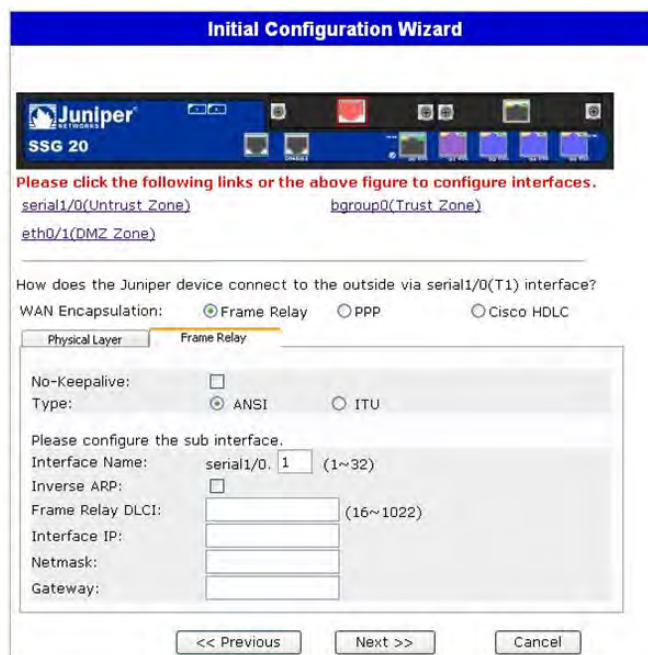 Initial Configuration Wizard
Juniper
NETWORKS
SSG 20
Please click the following links or the above figure to configure interfaces.
serial1/0(Untrust Zone) bgroup0(Trust Zone)
eth0/1(DMZ Zone)
How does the Juniper device connect to the outside via serial1/0(T1) interface?
WAN Encapsulation: Frame Relay PPP Cisco HDLC
Physical Layer Frame Relay
No-Keepalive:
Type: ANSI ITU
Please configure the sub interface.
Interface Name: serial1/0. 1 (1~32)
Inverse ARP:
Frame Relay DLCI: (16~1022)
Interface IP:
Netmask:
Gateway:
<< Previous Next >> Cancel